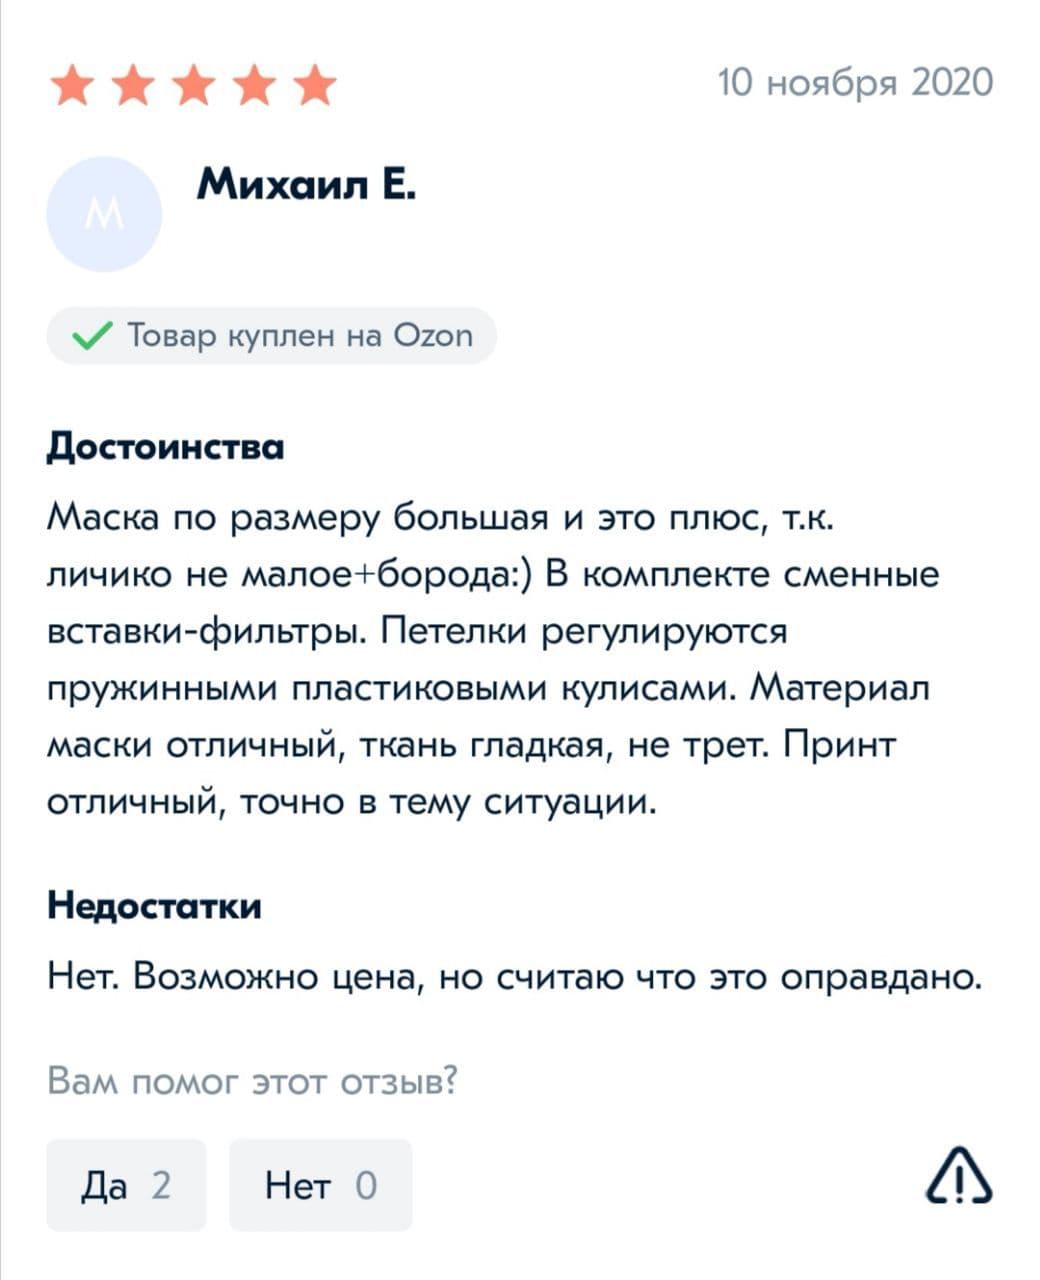 10 ноября 2020
М
Михаил Е.
Товар куплен на Ozon
Достоинства
Маска по размеру большая и это плюс, т.к.
личико не малое+борода:) В комплекте сменные
вставки-фильтры. Петелки регулируются
пружинными пластиковыми кулисами. Материал
маски отличный, ткань гладкая, не трет. Принт
отличный, точно в тему ситуации.
Недостатки
Нет. Возможно цена, но считаю что это оправдано.
Вам помог этот отзыв?
Да 2 Нет 0